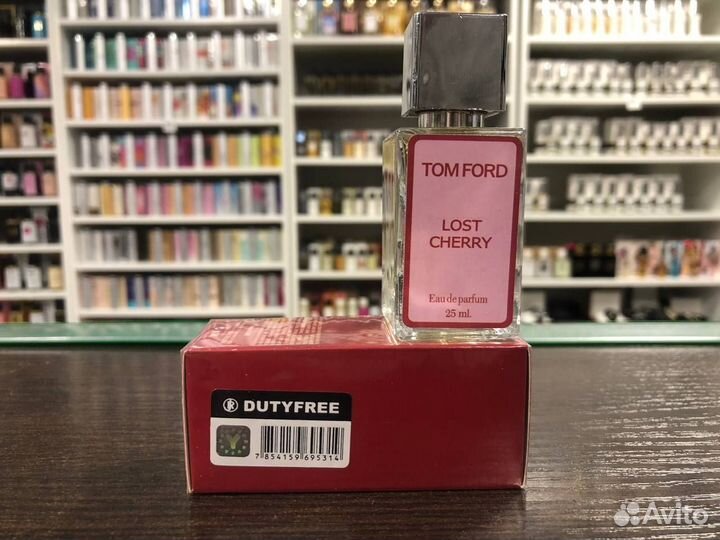 TOM FORD
LOST
CHERRY
Eau de parfum
25 ml.
® DUTYFREE
7 854159 695314
Avito